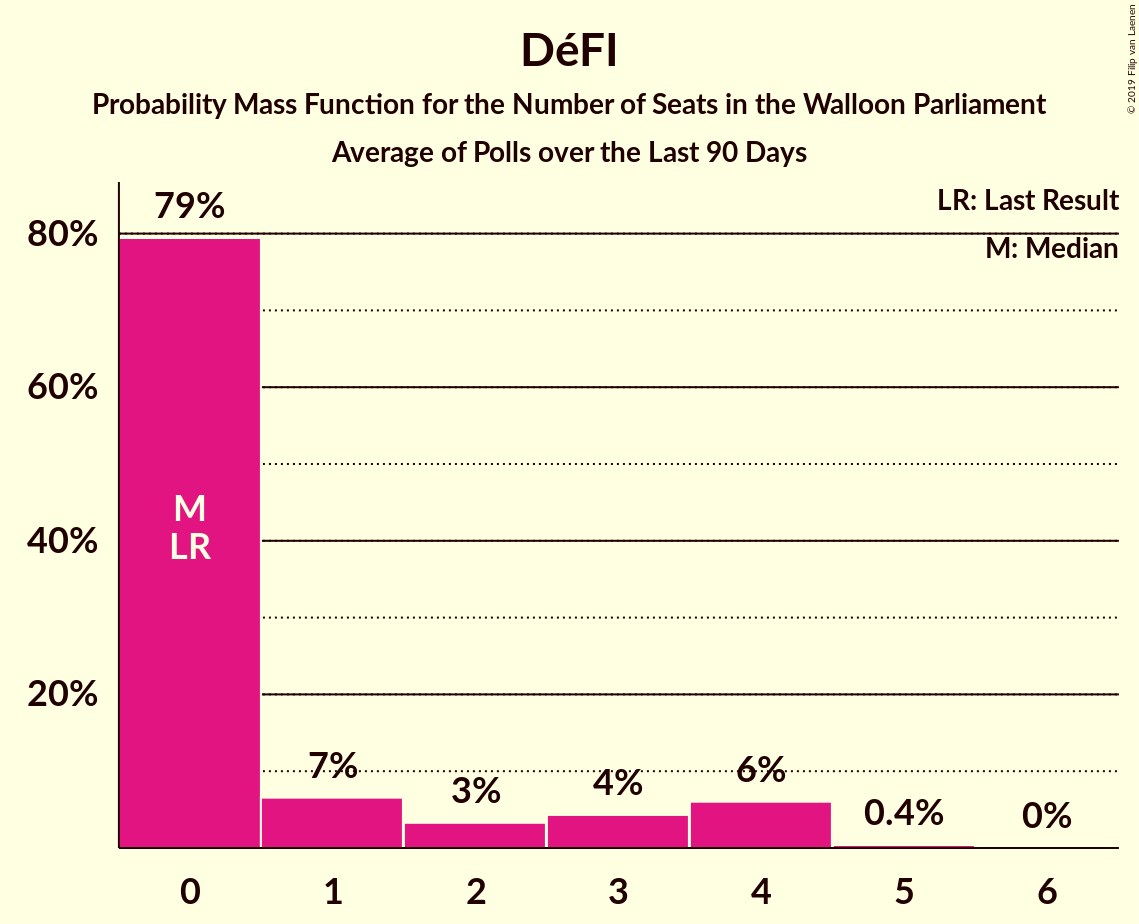 DéFI
Probability Mass Function for the Number of Seats in the Walloon Parliament
Average of Polls over the Last 90 Days
© 2019 Filip van Laenen
LR: Last Result
M: Median
80%
60%
40%
20%
79%
M
LR
7%
3%
4%
6%
0.4%
0%
0 1 2 3 4 5 6